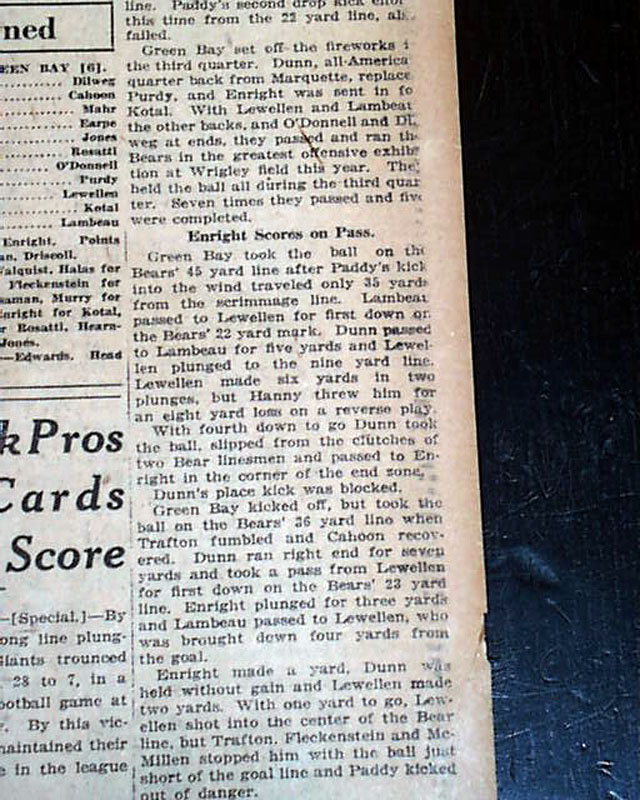 ned
EEN BAY [6].
Dilweg
Cahoon
Mahr
Earpe
Jones
Rosatti
O'Donnell
Purdy
Lewellen
Kotal
Lambeau
Enright, Points
an, Driscoll.
alquist, Halas for
Fleckenstein for
saman, Murry for
nright for Kotal,
r Rosatti, Hearn-
Jones.
—Edwards. Head
k Pros
Cards
Score
—[Special.]—By
ong line plung-
Giants trounced
28 to 7, in a
ootball game at
. By this vic-
maintained their
e in the league
line. Paddy's second drop kick effor
this time from the 22 yard line, al
failed.
Green Bay set off the fireworks i
the third quarter. Dunn, all-America
quarter back from Marquette, replace
Purdy, and Enright was sent in fo
Kotal. With Lewellen and Lambeau
the other backs, and O'Donnell and Dil
weg at ends, they passed and ran th
Bears in the greatest offensive exhib
tion at Wrigley field this year. The
held the ball all during the third quar
ter. Seven times they passed and five
were completed.
Enright Scores on Pass.
Green Bay took the ball on the
Bears' 45 yard line after Paddy's kick
into the wind traveled only 35 yards
from the scrimmage line. Lambeau
passed to Lewellen for first down on
the Bears' 22 yard mark. Dunn passed
to Lambeau for five yards and Lewel-
len plunged to the nine yard line.
Lewellen made six yards in two
plunges, but Hanny threw him for
an eight yard loss on a reverse play.
With fourth down to go Dunn took
the ball, slipped from the clutches of
two Bear linesmen and passed to En-
right in the corner of the end zone.
Dunn's place kick was blocked.
Green Bay kicked off, but took the
ball on the Bears' 36 yard line when
Trafton fumbled and Cahoon recov-
ered. Dunn ran right end for seven
yards and took a pass from Lewellen
for first down on the Bears' 23 yard
line. Enright plunged for three yards
and Lambeau passed to Lewellen, who
was brought down four yards from
the goal.
Enright made a yard, Dunn was
held without gain and Lewellen made
two yards. With one yard to go, Lew-
ellen shot into the center of the Bear
line, but Trafton, Fleckenstein and Mc-
Millen stopped him with the ball just
short of the goal line and Paddy kicked
out of danger.